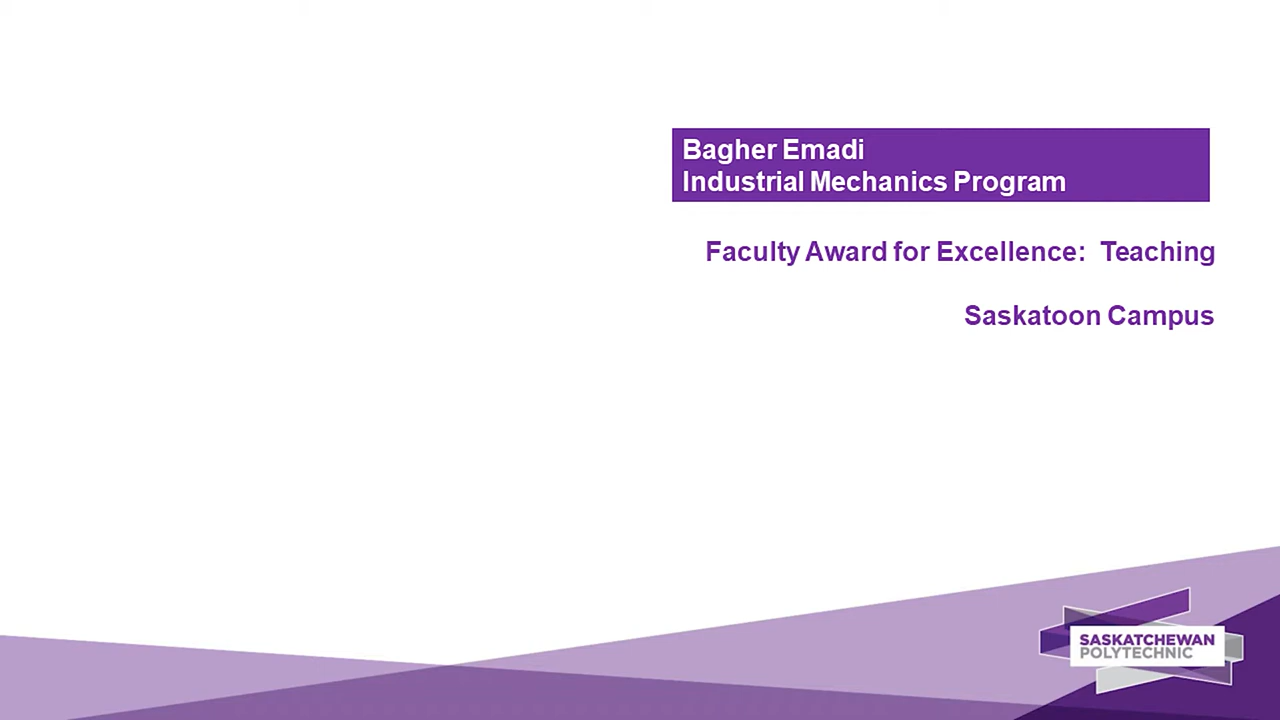 Bagher Emadi
Industrial Mechanics Program
Faculty Award for Excellence:  Teaching
Saskatoon Campus
SASKATCHEWAN
POLYTECHNIC